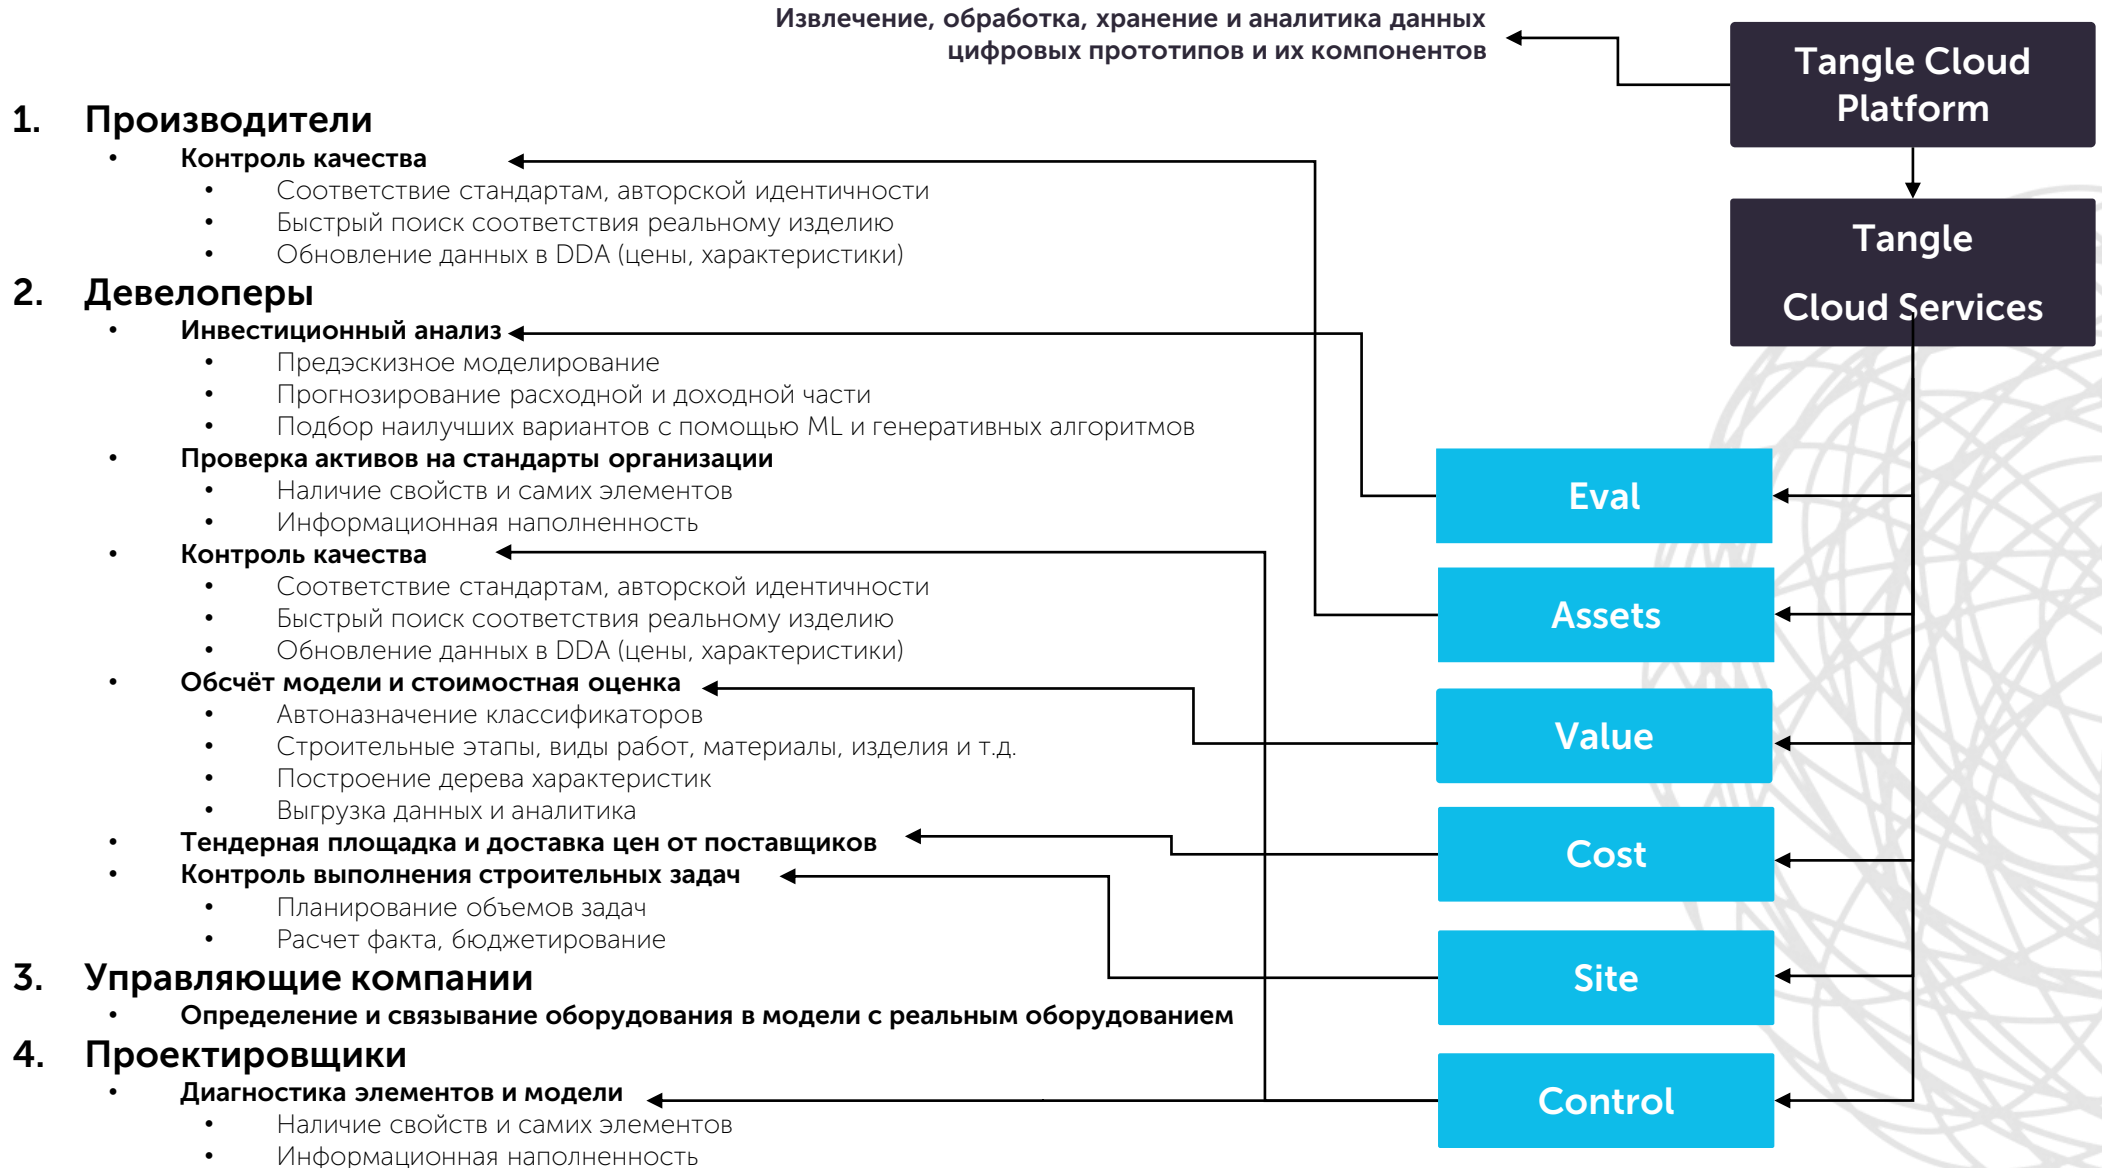 Извлечение, обработка, хранение и аналитика данных
цифровых прототипов и их компонентов
Tangle Cloud
Platform
Tangle
Cloud Services
1. Производители
• Контроль качества
• Соответствие стандартам, авторской идентичности
• Быстрый поиск соответствия реальному изделию
• Обновление данных в DDA (цены, характеристики)
2. Девелоперы
• Инвестиционный анализ
• Предэскизное моделирование
• Прогнозирование расходной и доходной части
• Подбор наилучших вариантов с помощью ML и генеративных алгоритмов
• Проверка активов на стандарты организации
• Наличие свойств и самих элементов
• Информационная наполненность
• Контроль качества
• Соответствие стандартам, авторской идентичности
• Быстрый поиск соответствия реальному изделию
• Обновление данных в DDA (цены, характеристики)
• Обсчёт модели и стоимостная оценка
• Автоназначение классификаторов
• Строительные этапы, виды работ, материалы, изделия и т.д.
• Построение дерева характеристик
• Выгрузка данных и аналитика
• Тендерная площадка и доставка цен от поставщиков
• Контроль выполнения строительных задач
• Планирование объемов задач
• Расчет факта, бюджетирование
3. Управляющие компании
• Определение и связывание оборудования в модели с реальным оборудованием
4. Проектировщики
• Диагностика элементов и модели
• Наличие свойств и самих элементов
• Информационная наполненность
Eval
Assets
Value
Cost
Site
Control